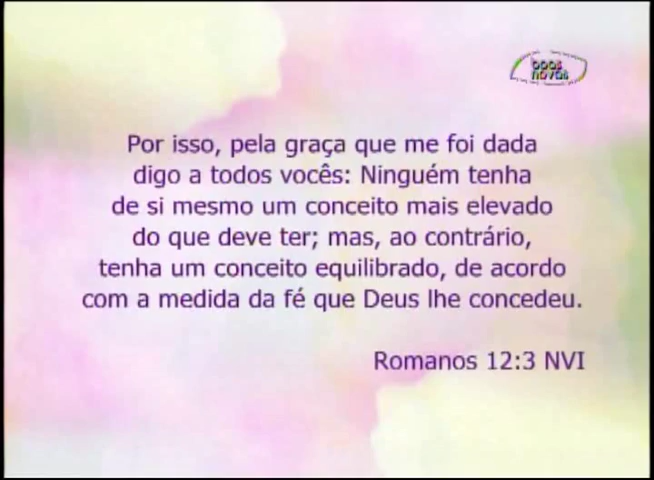 boas
novas
Por isso, pela graça que me foi dada
digo a todos vocês: Ninguém tenha
de si mesmo um conceito mais elevado
do que deve ter; mas, ao contrário,
tenha um conceito equilibrado, de acordo
com a medida da fé que Deus lhe concedeu.
Romanos 12:3 NVI